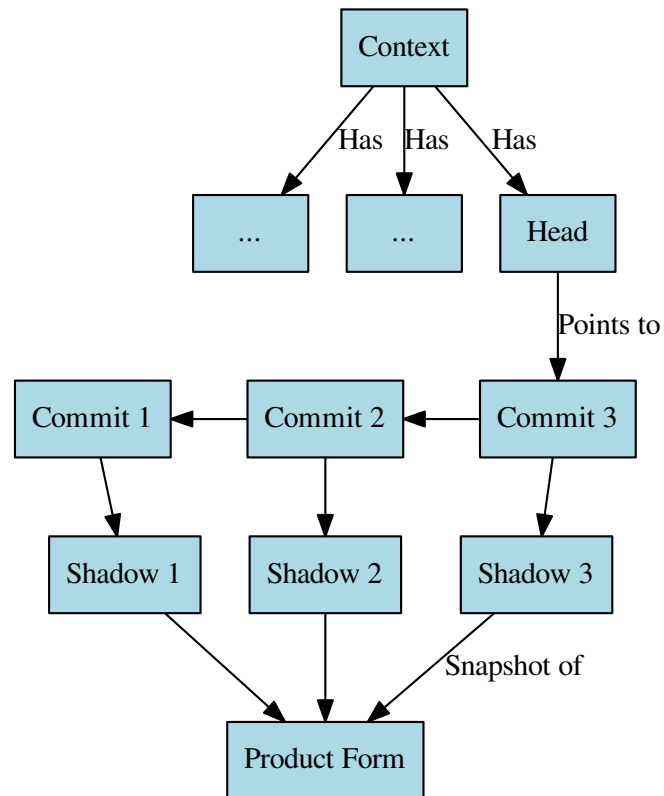 Context
Has
Has
Has
...
...
Head
Points to
Commit 1
Commit 2
Commit 3
Shadow 1
Shadow 2
Shadow 3
Snapshot of
Product Form